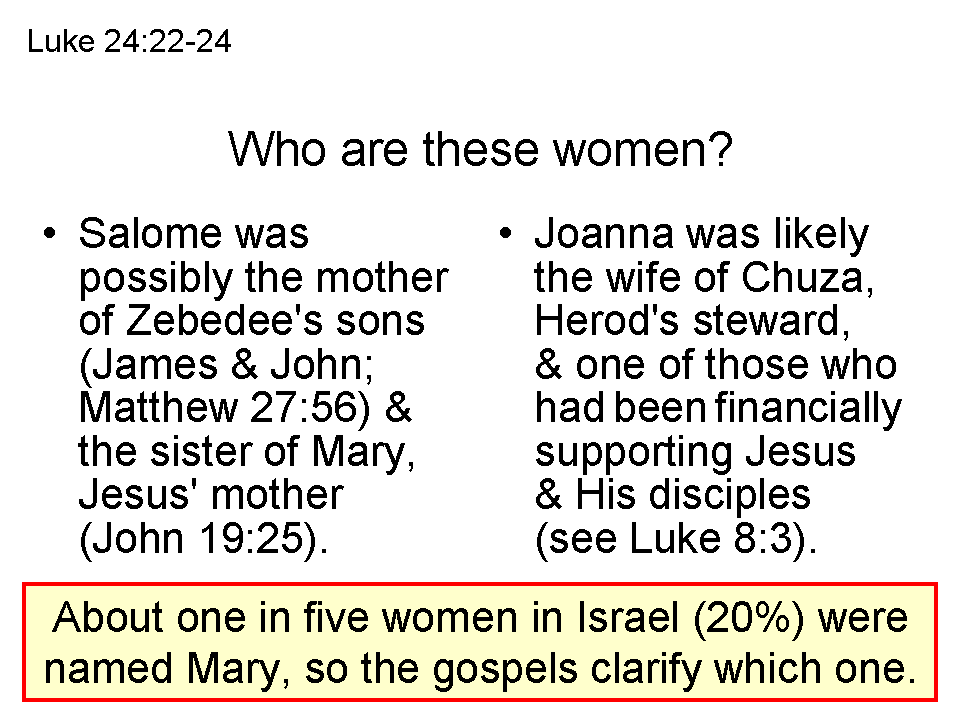 Luke 24:22-24
Who are these women?
• Salome was
possibly the mother
of Zebedee's sons
(James & John;
Matthew 27:56) &
the sister of Mary,
Jesus' mother
(John 19:25).
• Joanna was likely
the wife of Chuza,
Herod's steward,
& one of those who
had been financially
supporting Jesus
& His disciples
(see Luke 8:3).
About one in five women in Israel (20%) were
named Mary, so the gospels clarify which one.